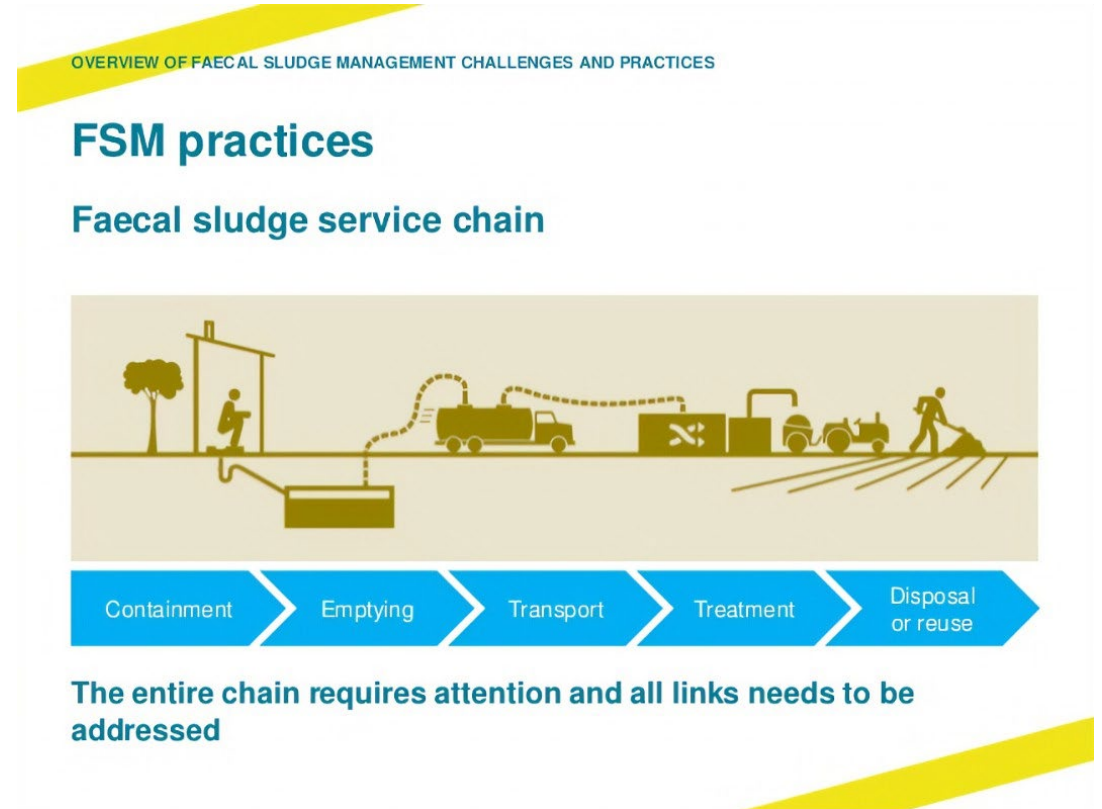 OVERVIEW OF FAECAL SLUDGE MANAGEMENT CHALLENGES AND PRACTICES
FSM practices
Faecal sludge service chain
Containment
Emptying
Transport
Treatment
Disposal
or reuse
The entire chain requires attention and all links needs to be
addressed